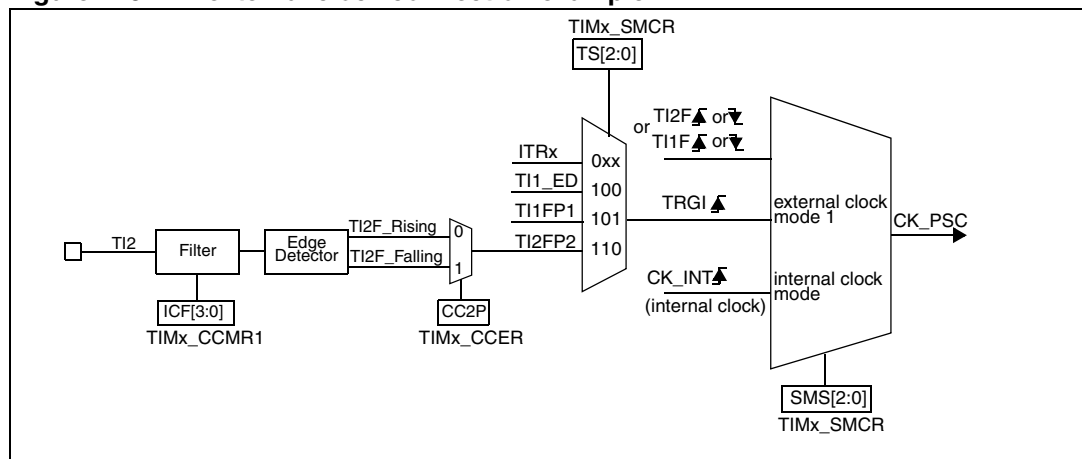 TIMx_SMCR
TS[2:0]
or TI2F or
TI1F or
ITRx
0xx
TI1_ED
100
TRGI
external clock
mode 1
CK_PSC
TI1FP1
101
TI2F_Rising
0
TI2FP2
110
TI2
Filter
Edge
Detector
TI2F_Falling
1
CK_INT
(internal clock)
internal clock
mode
ICF[3:0]
TIMx_CCMR1
CC2P
TIMx_CCER
SMS[2:0]
TIMx_SMCR